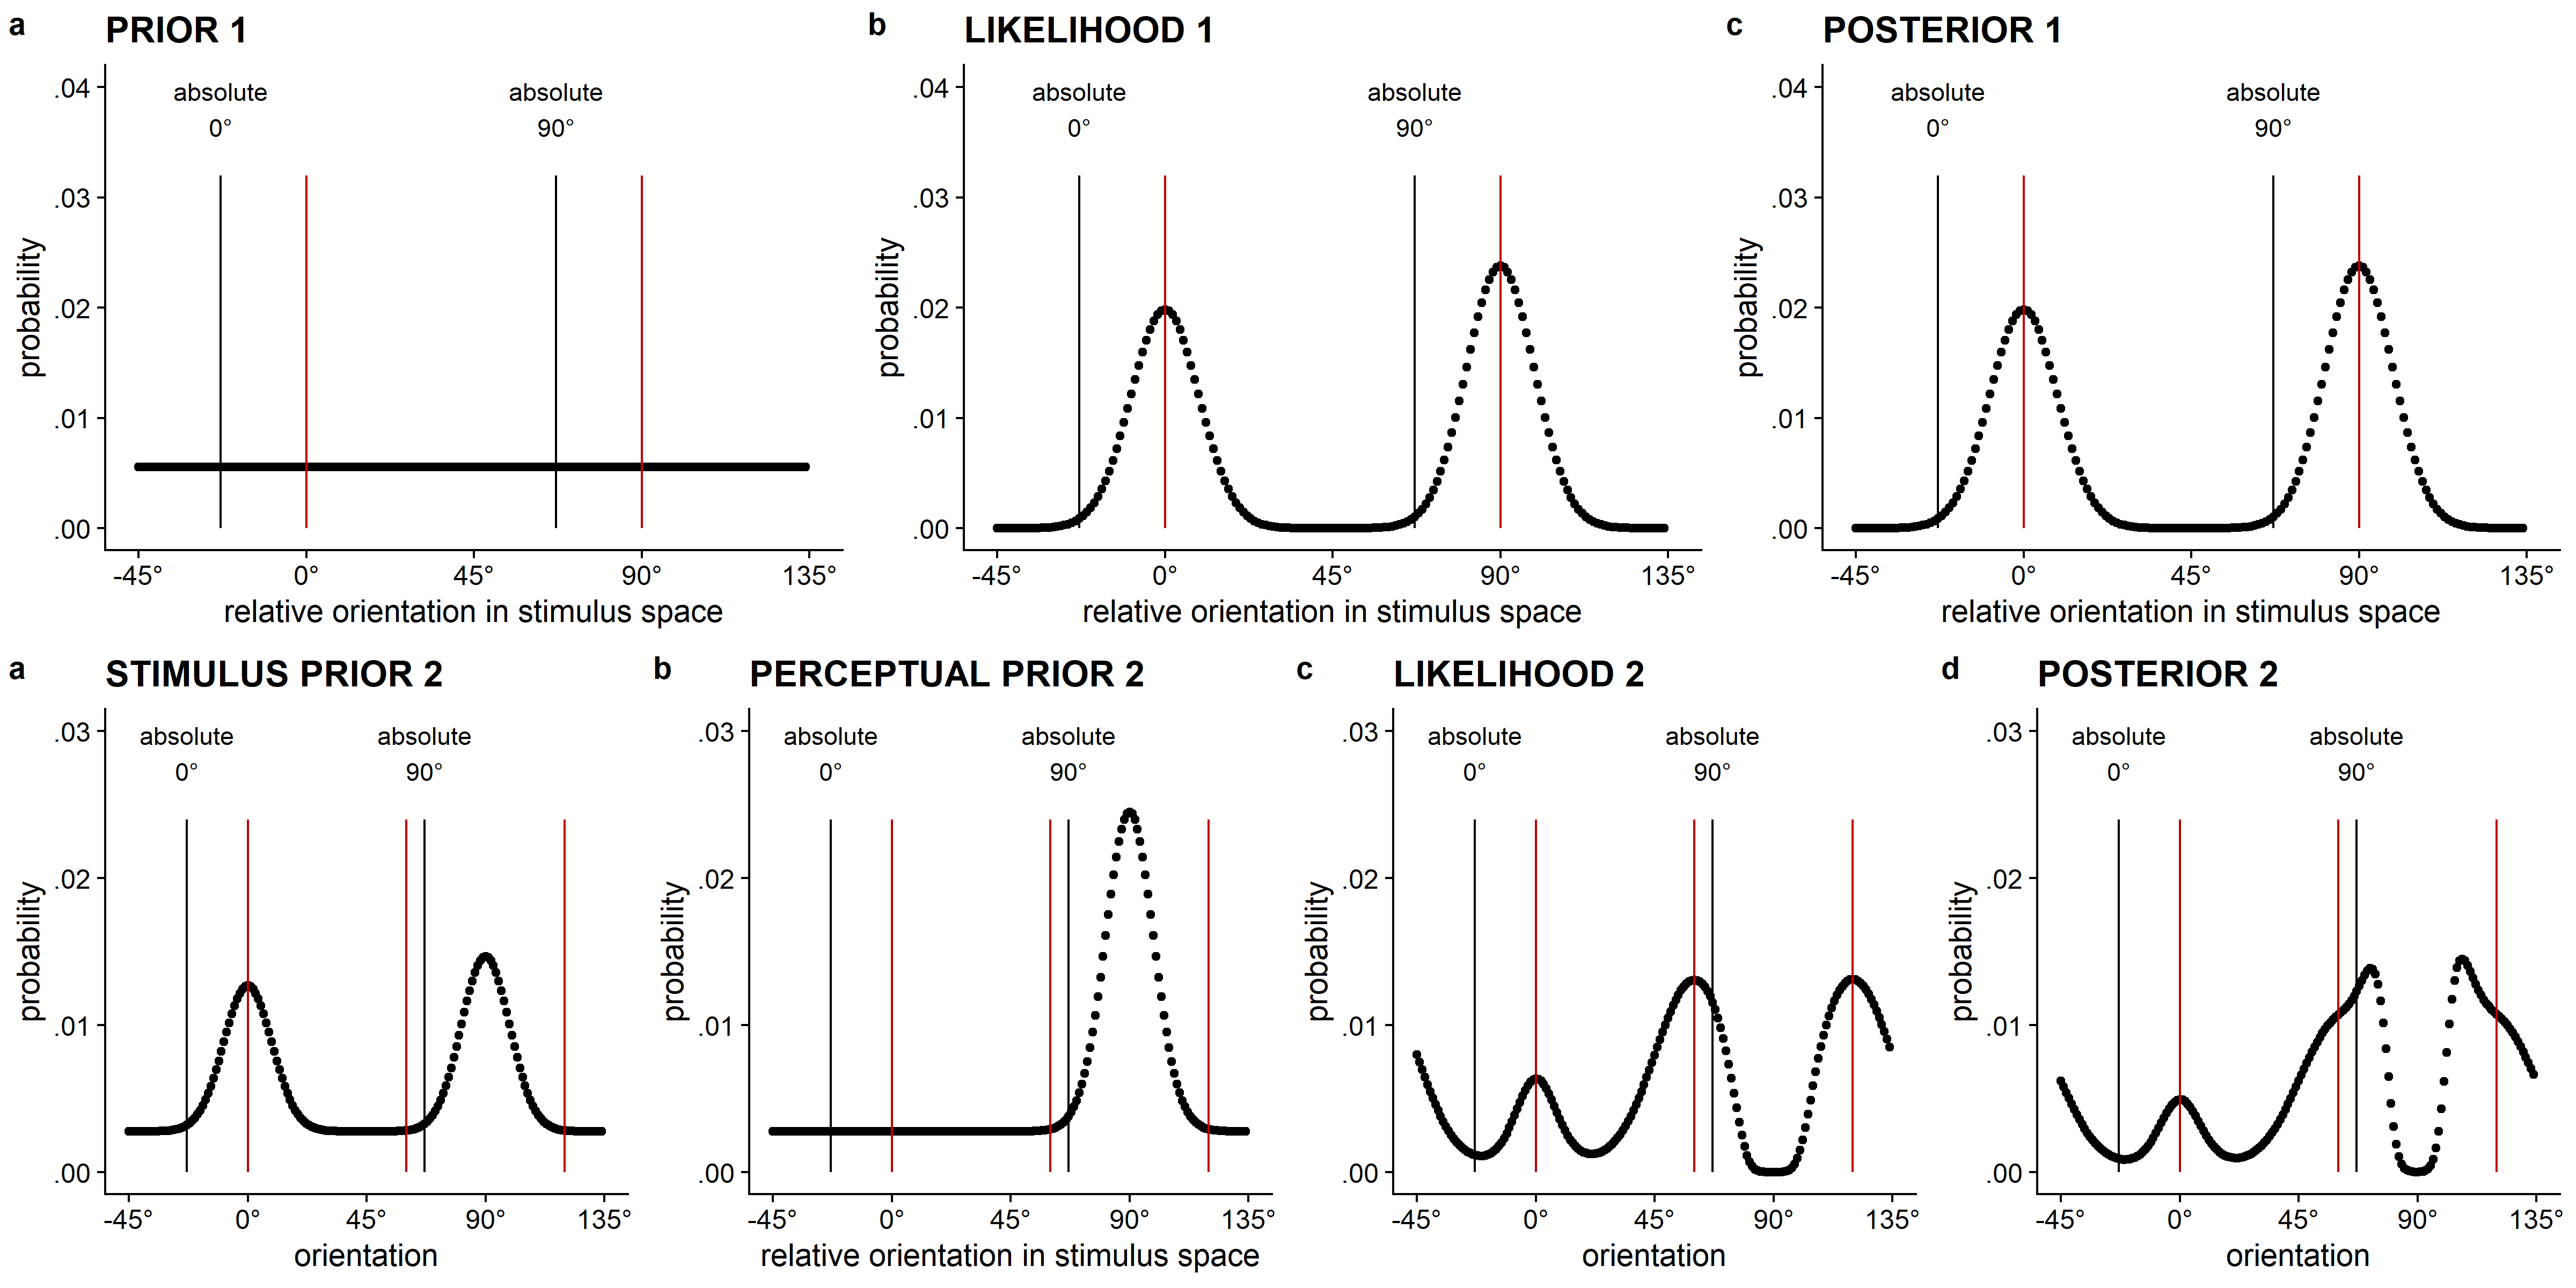 a PRIOR 1
.04
.03
.02
.01
.00
probability
absolute
0°
absolute
90°
-45° 0° 45° 90° 135°
relative orientation in stimulus space
b LIKELIHOOD 1
.04
.03
.02
.01
.00
probability
absolute
0°
absolute
90°
-45° 0° 45° 90° 135°
relative orientation in stimulus space
c POSTERIOR 1
.04
.03
.02
.01
.00
probability
absolute
0°
absolute
90°
-45° 0° 45° 90° 135°
relative orientation in stimulus space
a STIMULUS PRIOR 2
.03
.02
.01
.00
probability
absolute
0°
absolute
90°
-45° 0° 45° 90° 135°
orientation
b PERCEPTUAL PRIOR 2
.03
.02
.01
.00
probability
absolute
0°
absolute
90°
-45° 0° 45° 90° 135°
relative orientation in stimulus space
c LIKELIHOOD 2
.03
.02
.01
.00
probability
absolute
0°
absolute
90°
-45° 0° 45° 90° 135°
orientation
d POSTERIOR 2
.03
.02
.01
.00
probability
absolute
0°
absolute
90°
-45° 0° 45° 90° 135°
orientation